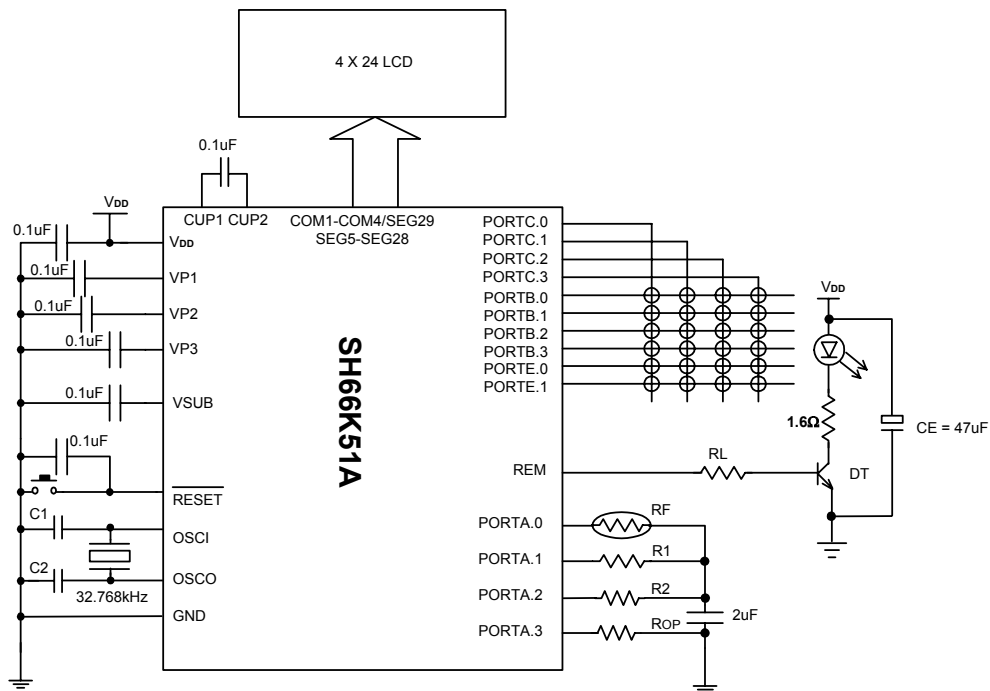 4 X 24 LCD
0.1uF
VDD
CUP1 CUP2
COM1-COM4/SEG29
SEG5-SEG28
0.1uF
VDD
0.1uF
VP1
0.1uF
VP2
0.1uF
VP3
0.1uF
VSUB
0.1uF
RESET
C1
OSCI
C2
OSCO
32.768kHz
GND
SH66K51A
PORTC.0
PORTC.1
PORTC.2
PORTC.3
PORTB.0
PORTB.1
PORTB.2
PORTB.3
PORTE.0
PORTE.1
VDD
1.6Ω
CE = 47uF
REM
RL
DT
PORTA.0
RF
PORTA.1
R1
PORTA.2
R2
2uF
PORTA.3
ROP